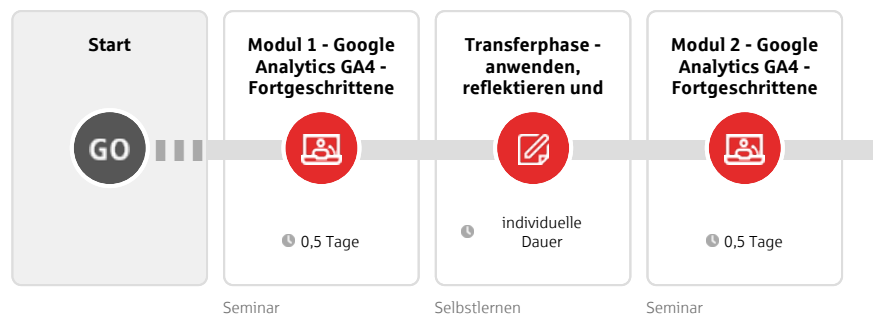 Start
GO
Modul 1 - Google
Analytics GA4 -
Fortgeschrittene
0,5 Tage
Seminar
Transferphase -
anwenden,
reflektieren und
individuelle
Dauer
Selbstlernen
Modul 2 - Google
Analytics GA4 -
Fortgeschrittene
0,5 Tage
Seminar